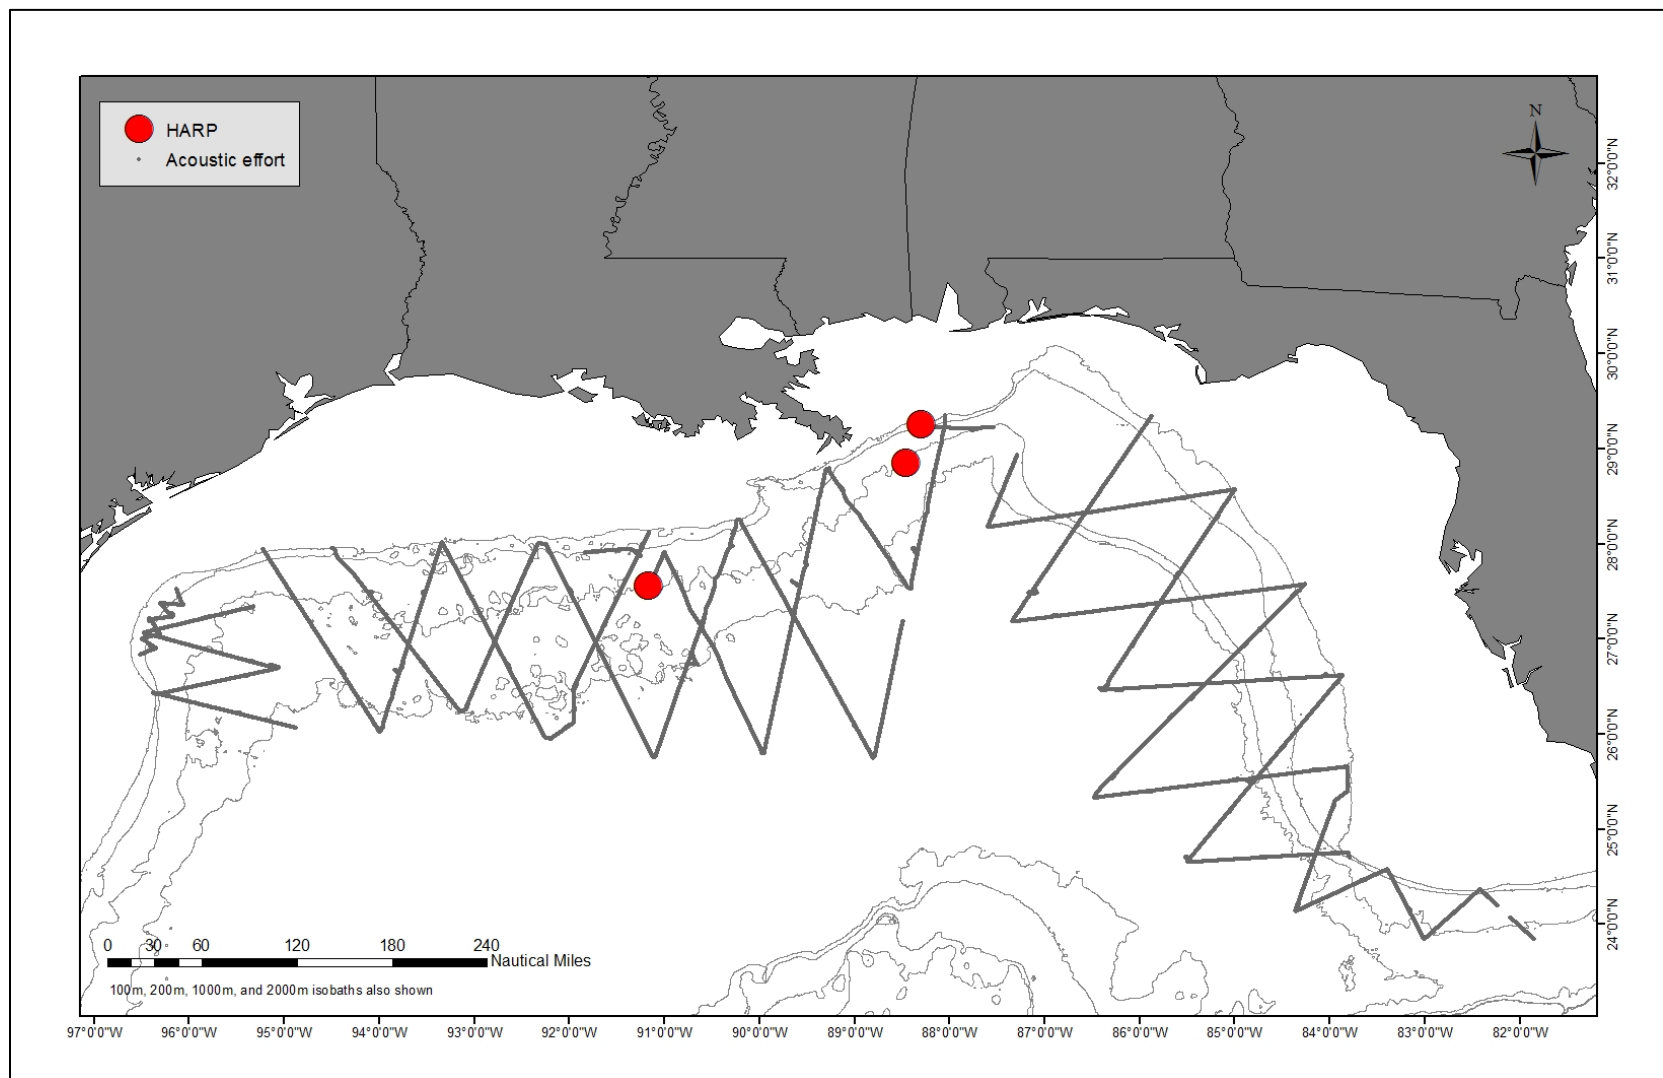 HARP
Acoustic effort
N
32°0'0"N
31°0'0"N
30°0'0"N
29°0'0"N
28°0'0"N
27°0'0"N
26°0'0"N
25°0'0"N
24°0'0"N
0 30 60 120 180 240
Nautical Miles
100m, 200m, 1000m, and 2000m isobaths also shown
97°0'0"W 96°0'0"W 95°0'0"W 94°0'0"W 93°0'0"W 92°0'0"W 91°0'0"W 90°0'0"W 89°0'0"W 88°0'0"W 87°0'0"W 86°0'0"W 85°0'0"W 84°0'0"W 83°0'0"W 82°0'0"W